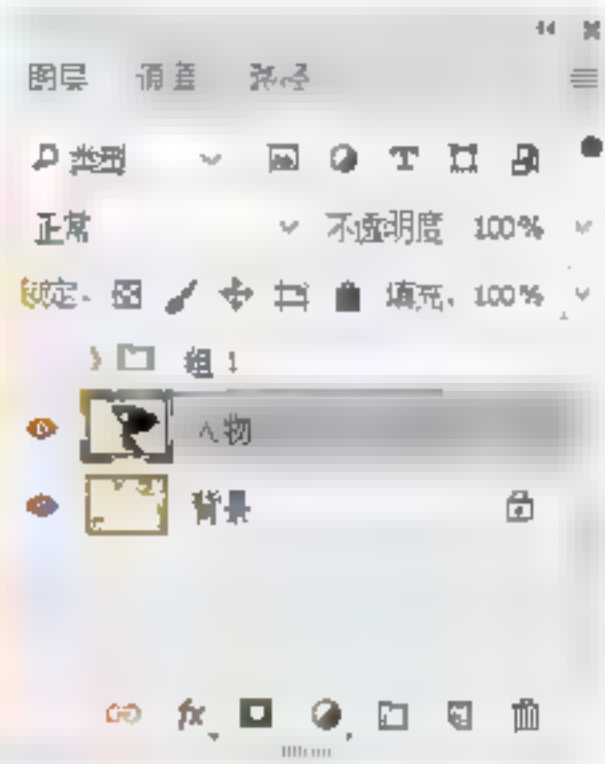 图层 通道 路径
类型
正常 不透明度 100%
锁定: 填充: 100%
组 1
人物
背景
fx